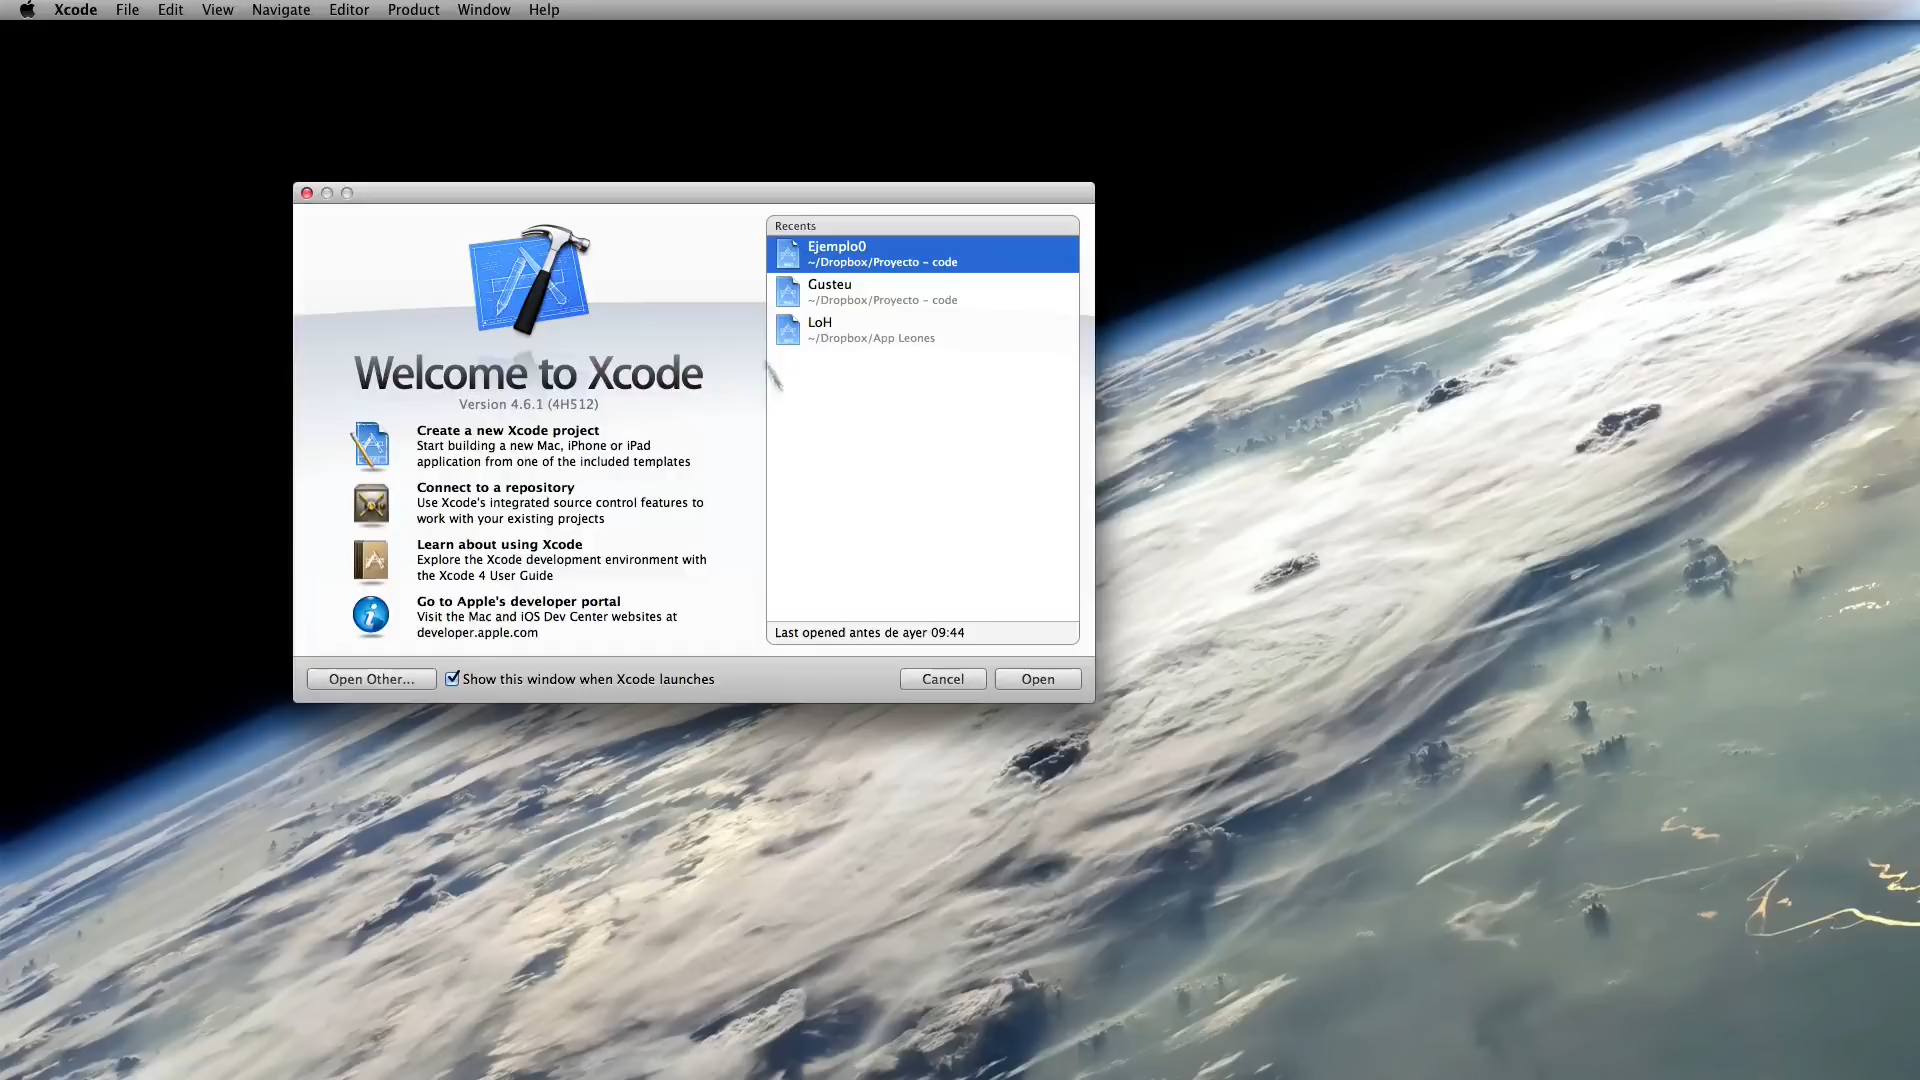 Xcode File Edit View Navigate Editor Product Window Help
Welcome to Xcode
Version 4.6.1 (4H512)
Create a new Xcode project
Start building a new Mac, iPhone or iPad
application from one of the included templates
Connect to a repository
Use Xcode's integrated source control features to
work with your existing projects
Learn about using Xcode
Explore the Xcode development environment with
the Xcode 4 User Guide
Go to Apple's developer portal
Visit the Mac and iOS Dev Center websites at
developer.apple.com
Recents
Ejemplo0
~/Dropbox/Proyecto - code
Gusteu
~/Dropbox/Proyecto - code
LoH
~/Dropbox/App Leones
Last opened antes de ayer 09:44
Open Other... Show this window when Xcode launches Cancel Open